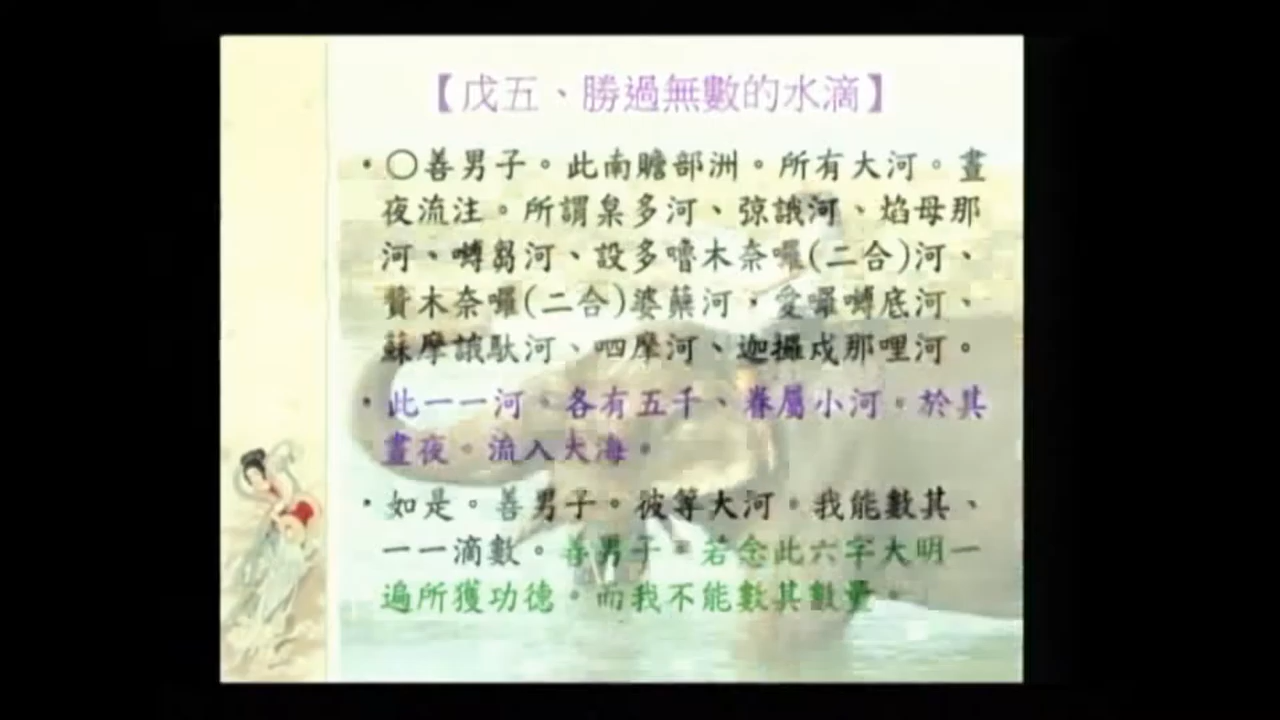 【戊五、勝過無數的水滴】
・〇善男子。此南贍部洲。所有大河。晝
夜流注。所謂枲多河、弶誐河、焰母那
河、嚩芻河、設多嚕木奈囉(二合)河、
贊木奈囉(二合)婆蘗河,愛囉嚩底河、
蘇摩誐馱河、呬摩河、迦攞戍那哩河。
・此一一河。各有五千、眷屬小河。於其
晝夜。流入大海。
・如是。善男子。彼等大河。我能數其、
一一滴數。善男子。若念此六字大明一
遍所獲功德。而我不能數其數量。